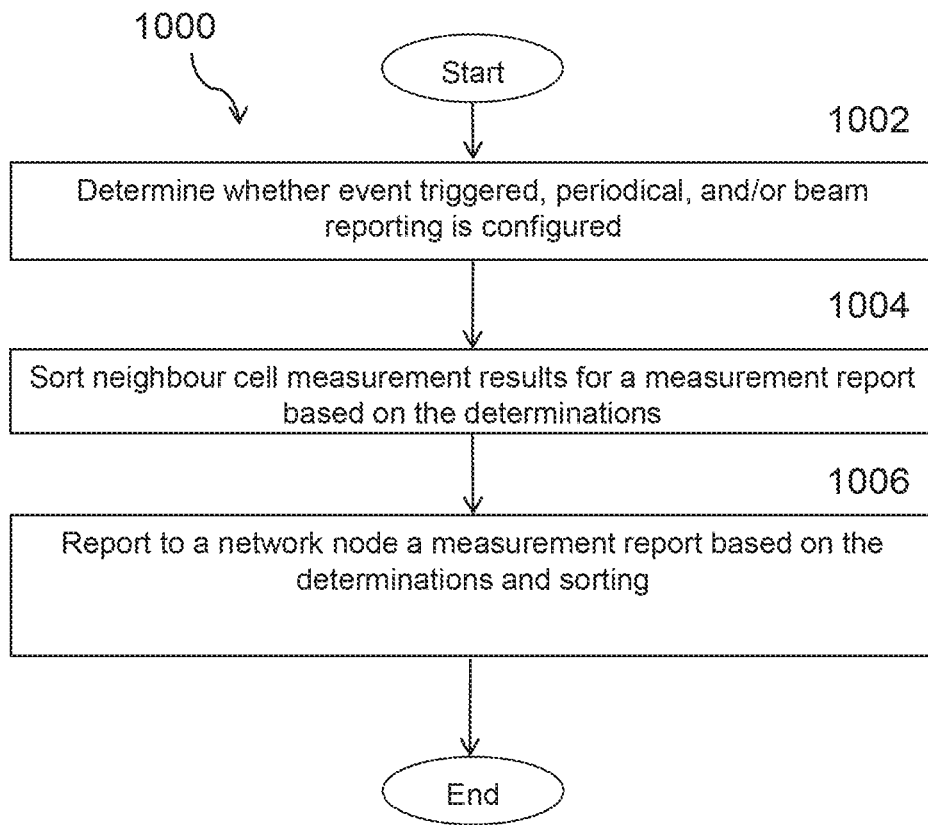 1000
Start
1002
Determine whether event triggered, periodical, and/or beam
reporting is configured
1004
Sort neighbour cell measurement results for a measurement report
based on the determinations
1006
Report to a network node a measurement report based on the
determinations and sorting
End